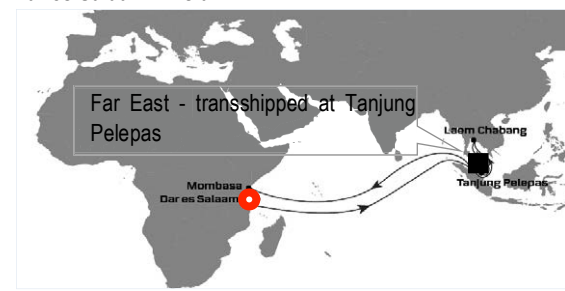 Far East - transshipped at Tanjung
Pelepas
Laem Chabang
Tanjung Pelepas
Mombasa
Dar es Salaam